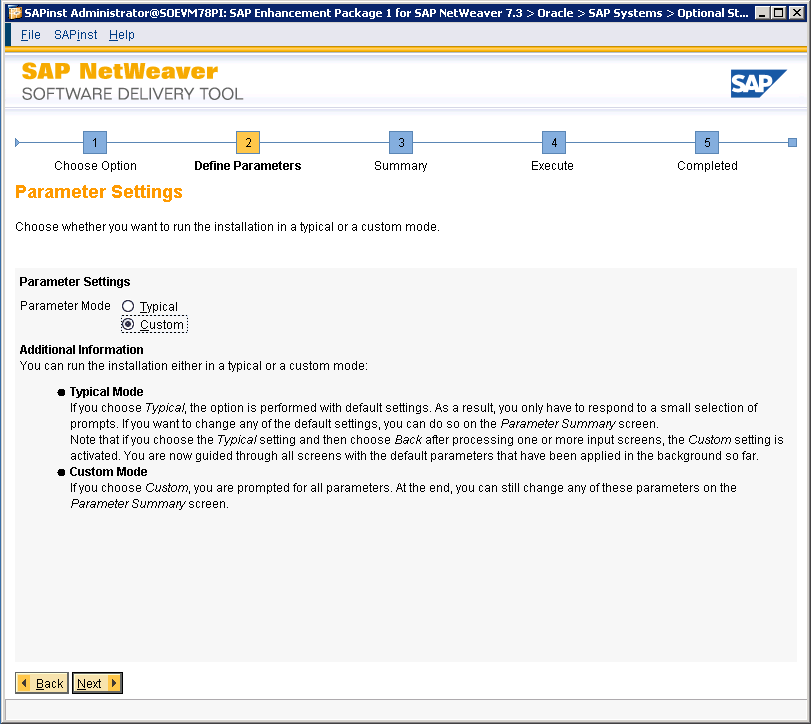 SAPinst Administrator@SOEVM78PI: SAP Enhancement Package 1 for SAP NetWeaver 7.3 > Oracle > SAP Systems > Optional St...
File SAPinst Help
SAP NetWeaver
SOFTWARE DELIVERY TOOL
SAP
1 2 3 4 5
Choose Option Define Parameters Summary Execute Completed
Parameter Settings
Choose whether you want to run the installation in a typical or a custom mode.
Parameter Settings
Parameter Mode Typical
Custom
Additional Information
You can run the installation either in a typical or a custom mode:
Typical Mode
If you choose Typical, the option is performed with default settings. As a result, you only have to respond to a small selection of
prompts. If you want to change any of the default settings, you can do so on the Parameter Summary screen.
Note that if you choose the Typical setting and then choose Back after processing one or more input screens, the Custom setting is
activated. You are now guided through all screens with the default parameters that have been applied in the background so far.
Custom Mode
If you choose Custom, you are prompted for all parameters. At the end, you can still change any of these parameters on the
Parameter Summary screen.
Back Next